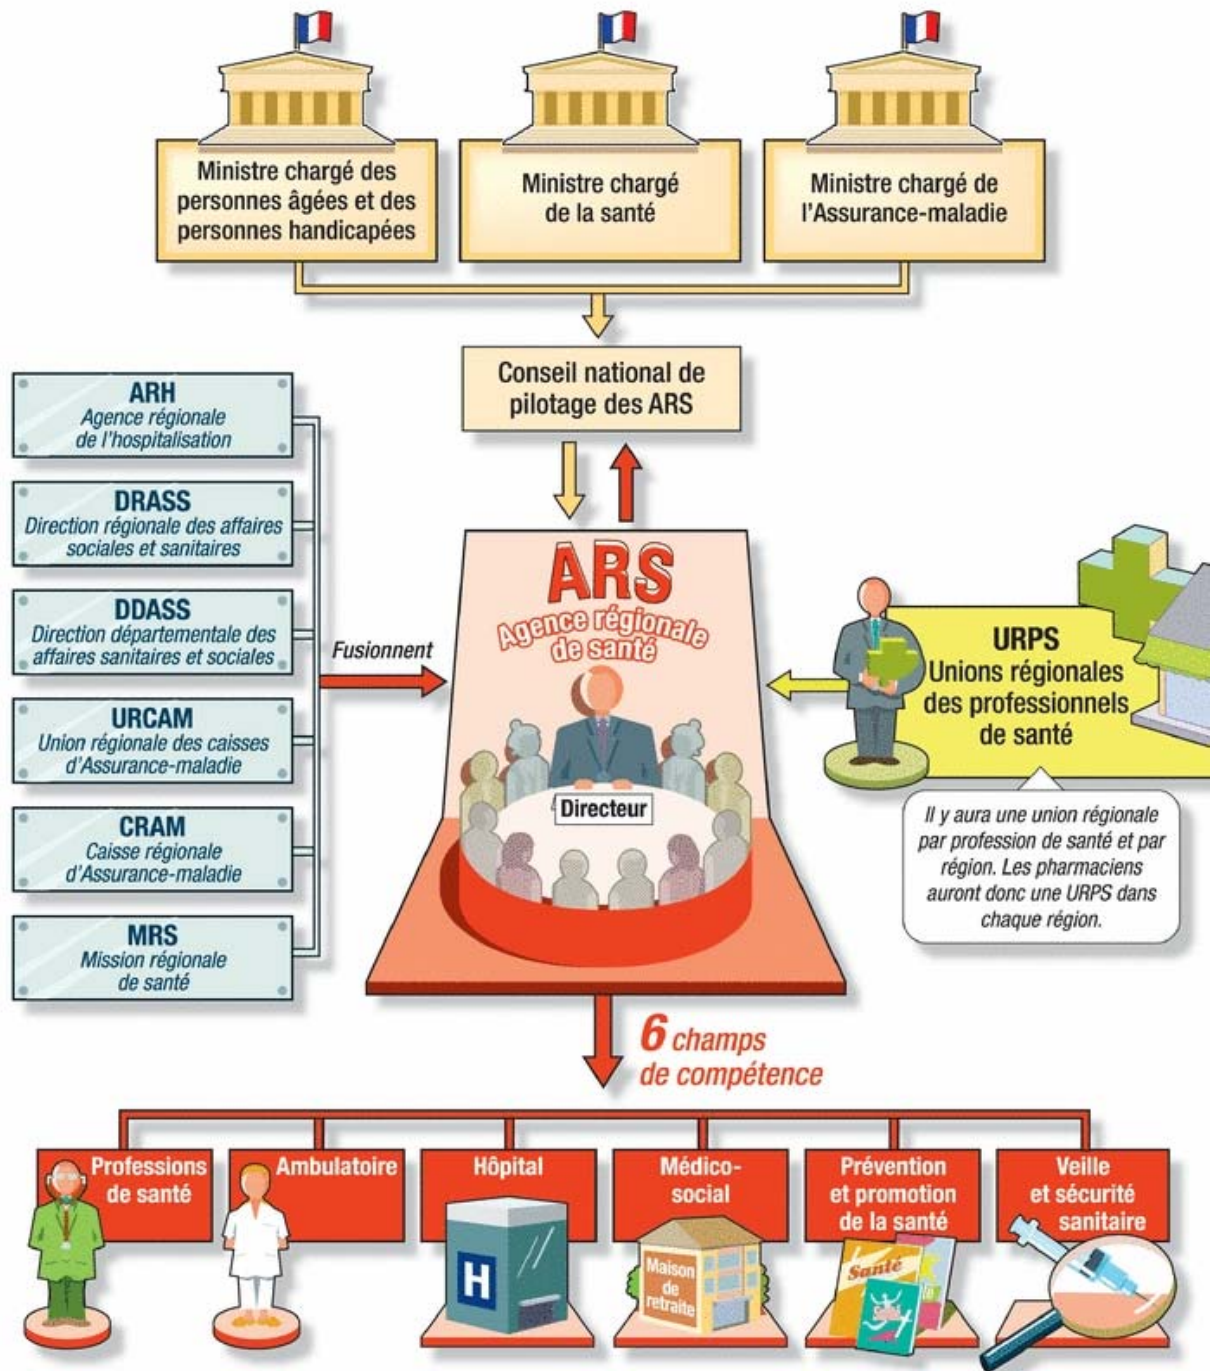 Ministre chargé des
personnes âgées et des
personnes handicapées
Ministre chargé
de la santé
Ministre chargé de
l'Assurance-maladie
Conseil national de
pilotage des ARS
ARH
Agence régionale
de l'hospitalisation
DRASS
Direction régionale des affaires
sociales et sanitaires
DDASS
Direction départementale des
affaires sanitaires et sociales
URCAM
Union régionale des caisses
d'Assurance-maladie
CRAM
Caisse régionale
d'Assurance-maladie
MRS
Mission régionale
de santé
Fusionnent
ARS
Agence régionale
de santé
Directeur
URPS
Unions régionales
des professionnels
de santé
Il y aura une union régionale
par profession de santé et par
région. Les pharmaciens
auront donc une URPS dans
chaque région.
6 champs
de compétence
Professions
de santé
Ambulatoire
Hôpital
H
Médico-
social
Maison
de
retraite
Prévention
et promotion
de la santé
Santé
Veille
et sécurité
sanitaire